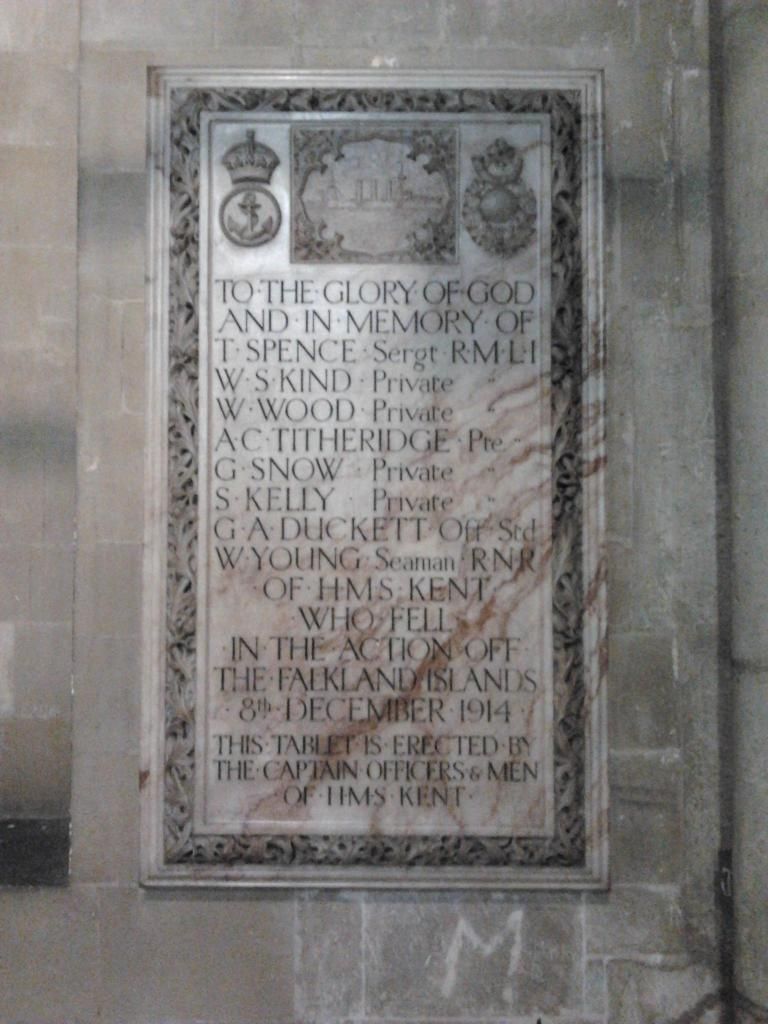 TO·THE·GLORY·OF·GOD
AND·IN·MEMORY·OF
T·SPENCE·Sergt·R·M·L·I
W·S·KIND·Private "
W·WOOD·Private "
A·C·TITHERIDGE·Pte "
G·SNOW Private "
S·KELLY Private "
G·A·DUCKETT·Off·Std
W·YOUNG·Seaman·RNR
·OF·H·M·S·KENT·
·WHO·FELL·
·IN·THE·ACTION·OFF·
THE·FALKLAND·ISLANDS
·8th·DECEMBER·1914·
THIS·TABLET·IS·ERECTED·BY
THE·CAPTAIN·OFFICERS & MEN
OF·H·M·S·KENT·
M